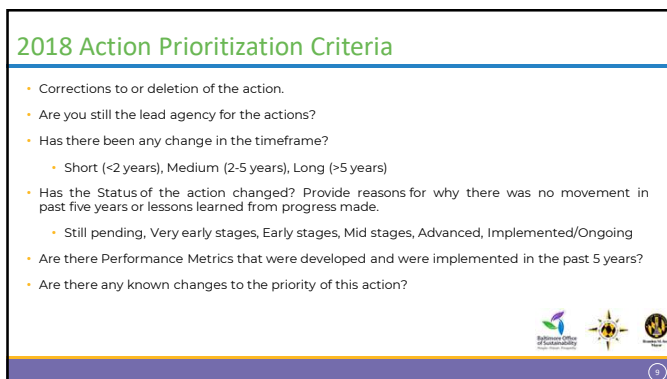 2018 Action Prioritization Criteria
• Corrections to or deletion of the action.
• Are you still the lead agency for the actions?
• Has there been any change in the timeframe?
• Short (<2 years), Medium (2-5 years), Long (>5 years)
• Has the Status of the action changed? Provide reasons for why there was no movement in
past five years or lessons learned from progress made.
• Still pending, Very early stages, Early stages, Mid stages, Advanced, Implemented/Ongoing
• Are there Performance Metrics that were developed and were implemented in the past 5 years?
• Are there any known changes to the priority of this action?
Baltimore Office
of Sustainability
9